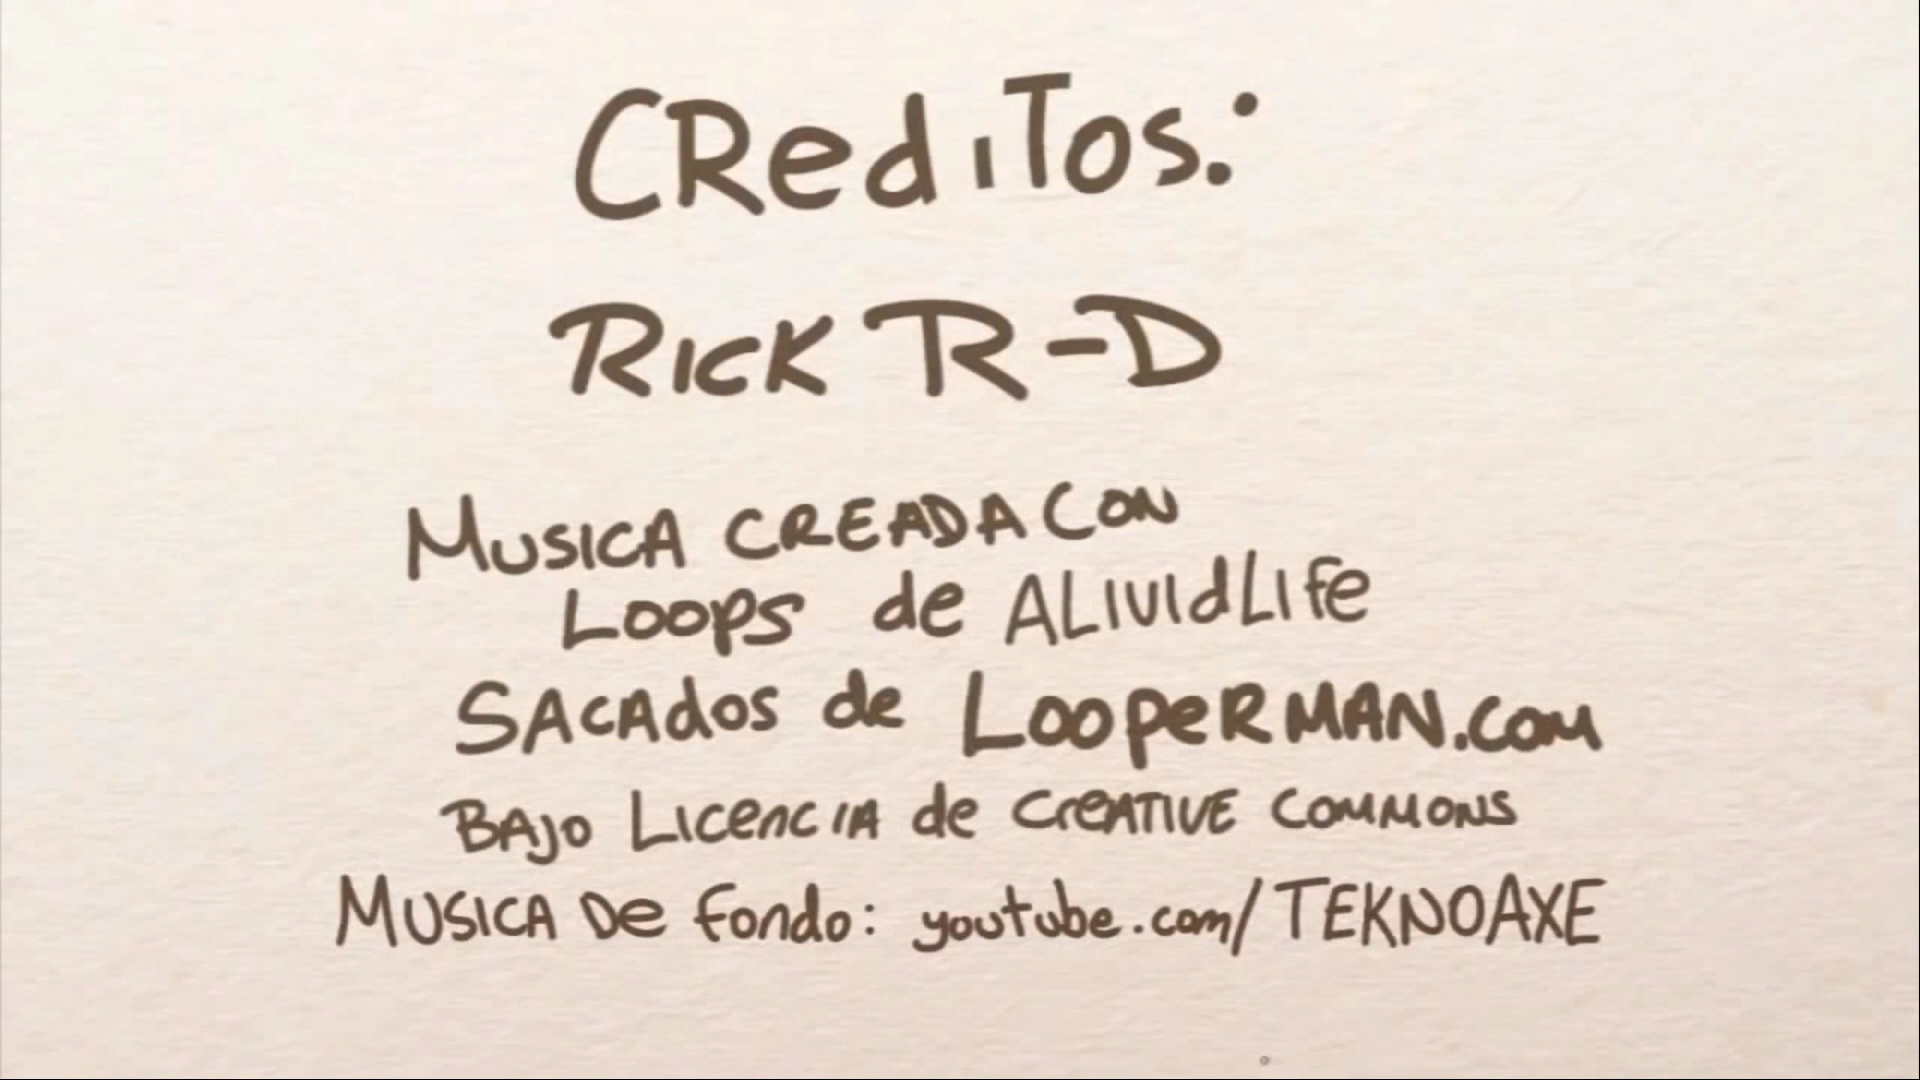 CRediTos:
RICK R-D
MUSICA CREADA CON
LOOPS de ALIVIdLIfe
SACAdos de LOOPeRMAN.com
BAJO LICencIA de CreATIVE COMMONS
MUSICA De fondo: youtube.com/TEKNOAXE